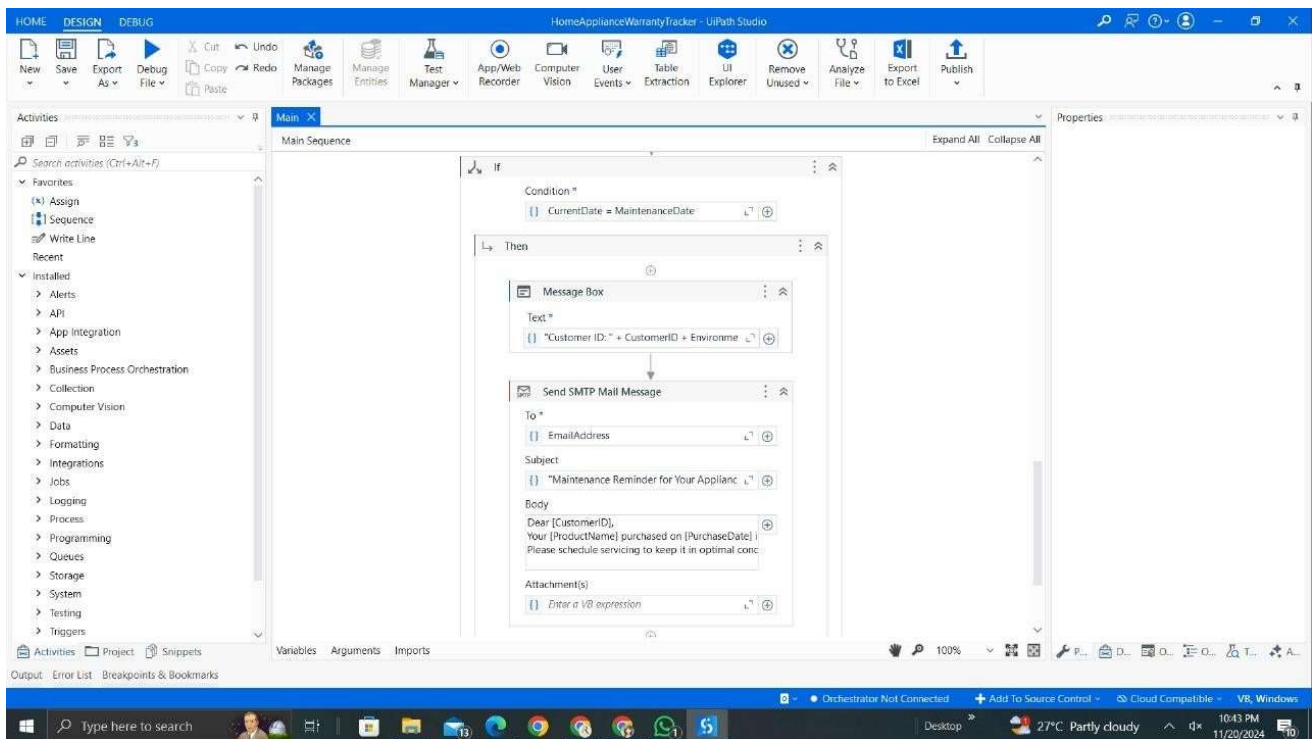 HOME DESIGN DEBUG
HomeApplianceWarrantyTracker - UiPath Studio
New
Save
Export As
Debug File
Cut
Copy
Paste
Undo
Redo
Manage Packages
Manage Entities
Test Manager
App/Web Recorder
Computer Vision
User Events
Table Extraction
UI Explorer
Remove Unused
Analyze File
Export to Excel
Publish
Activities
Search activities (Ctrl+Alt+F)
Favorites
Assign
Sequence
Write Line
Recent
Installed
Alerts
API
App Integration
Assets
Business Process Orchestration
Collection
Computer Vision
Data
Formatting
Integrations
Jobs
Logging
Process
Programming
Queues
Storage
System
Testing
Triggers
Activities Project Snippets
Main
Main Sequence
Expand All Collapse All
If
Condition *
CurrentDate = MaintenanceDate
Then
Message Box
Text *
"Customer ID: " + CustomerID + Environme
Send SMTP Mail Message
To *
EmailAddress
Subject
"Maintenance Reminder for Your Applianc
Body
Dear [CustomerID],
Your [ProductName] purchased on [PurchaseDate] i
Please schedule servicing to keep it in optimal conc
Attachment(s)
Enter a VB expression
Variables Arguments Imports
100%
Properties
P... D... O... O... T... A...
Output Error List Breakpoints & Bookmarks
Orchestrator Not Connected
Add To Source Control
Cloud Compatible
VB, Windows
Type here to search
13
1
Desktop
27°C Partly cloudy
10:43 PM
11/20/2024
10